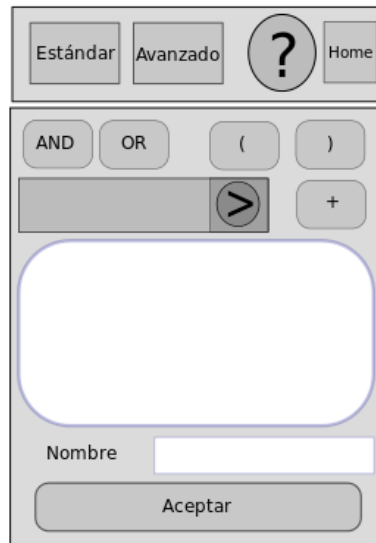 Estándar Avanzado ? Home
AND OR ( )
> +
Nombre
Aceptar